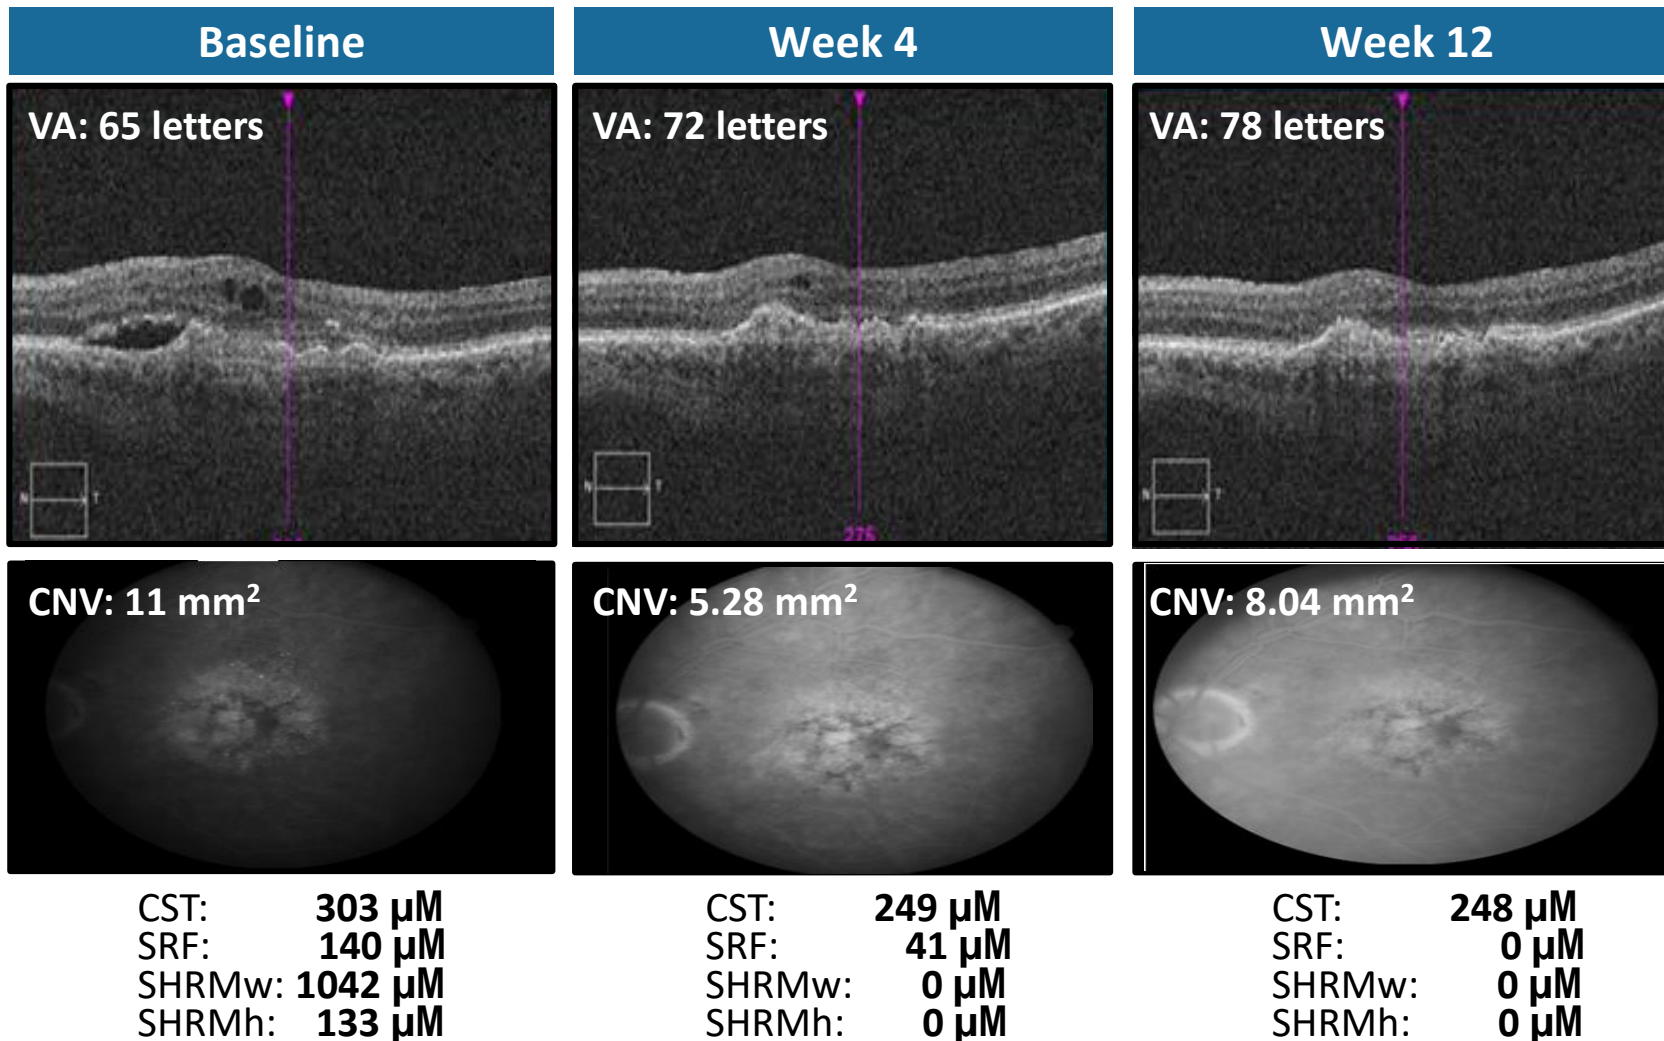 Baseline
VA: 65 letters
N T
CNV: 11 mm²
CST: 303 µM
SRF: 140 µM
SHRMw: 1042 µM
SHRMh: 133 µM
Week 4
VA: 72 letters
N T
276
CNV: 5.28 mm²
CST: 249 µM
SRF: 41 µM
SHRMw: 0 µM
SHRMh: 0 µM
Week 12
VA: 78 letters
N T
CNV: 8.04 mm²
CST: 248 µM
SRF: 0 µM
SHRMw: 0 µM
SHRMh: 0 µM